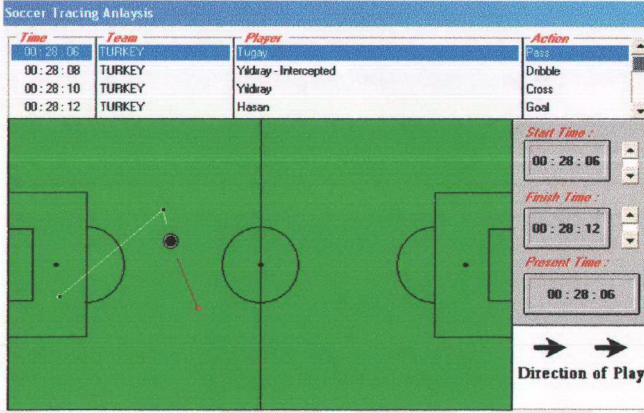 Soccer Tracing Anlaysis
Time Team Player Action
00 : 28 : 06 TURKEY Tugay Pass
00 : 28 : 08 TURKEY Yıldıray - Intercepted Dribble
00 : 28 : 10 TURKEY Yıldıray Cross
00 : 28 : 12 TURKEY Hasan Goal
Start Time :
00 : 28 : 06
Finish Time :
00 : 28 : 12
Present Time :
00 : 28 : 06
Direction of Play